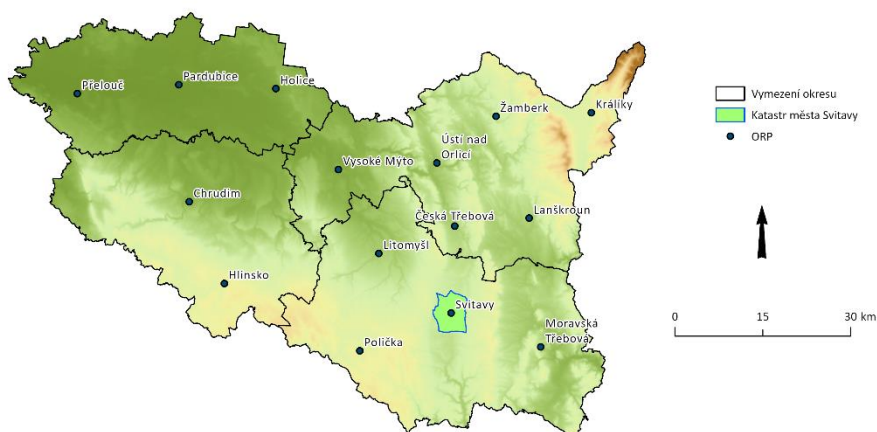 Přelouč
Pardubice
Holice
Žamberk
Králíky
Vysoké Mýto
Ústí nad
Orlicí
Chrudim
Česká Třebová
Lanškroun
Litomyšl
Hlinsko
Svitavy
Polička
Moravská
Třebová
Vymezení okresu
Katastr města Svitavy
ORP
0 15 30 km